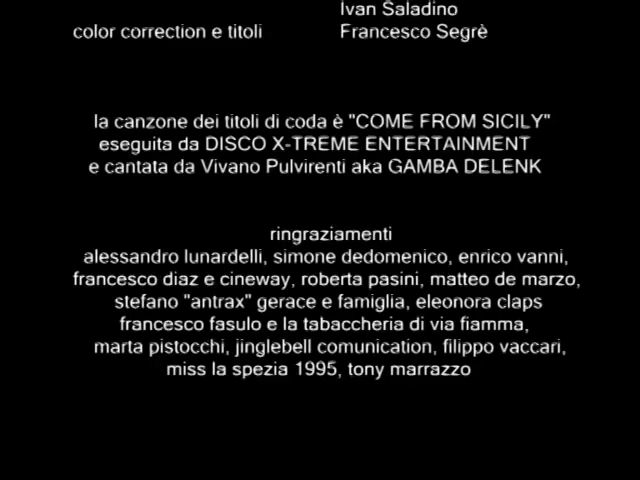 Ivan Saladino
color correction e titoli Francesco Segrè
la canzone dei titoli di coda è "COME FROM SICILY"
eseguita da DISCO X-TREME ENTERTAINMENT
e cantata da Vivano Pulvirenti aka GAMBA DELENK
ringraziamenti
alessandro lunardelli, simone dedomenico, enrico vanni,
francesco diaz e cineway, roberta pasini, matteo de marzo,
stefano "antrax" gerace e famiglia, eleonora claps
francesco fasulo e la tabaccheria di via fiamma,
marta pistocchi, jinglebell comunication, filippo vaccari,
miss la spezia 1995, tony marrazzo